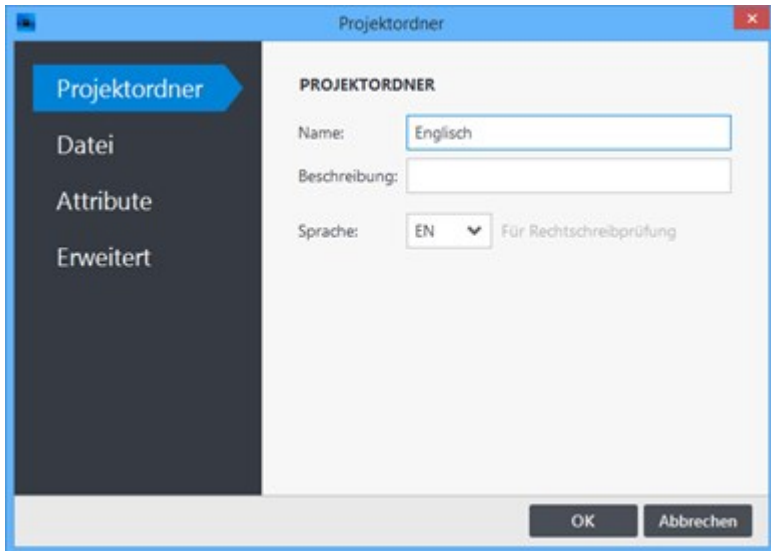 Projektordner
Projektordner
Datei
Attribute
Erweitert
PROJEKTORDNER
Name: Englisch
Beschreibung:
Sprache: EN Für Rechtschreibprüfung
OK Abbrechen